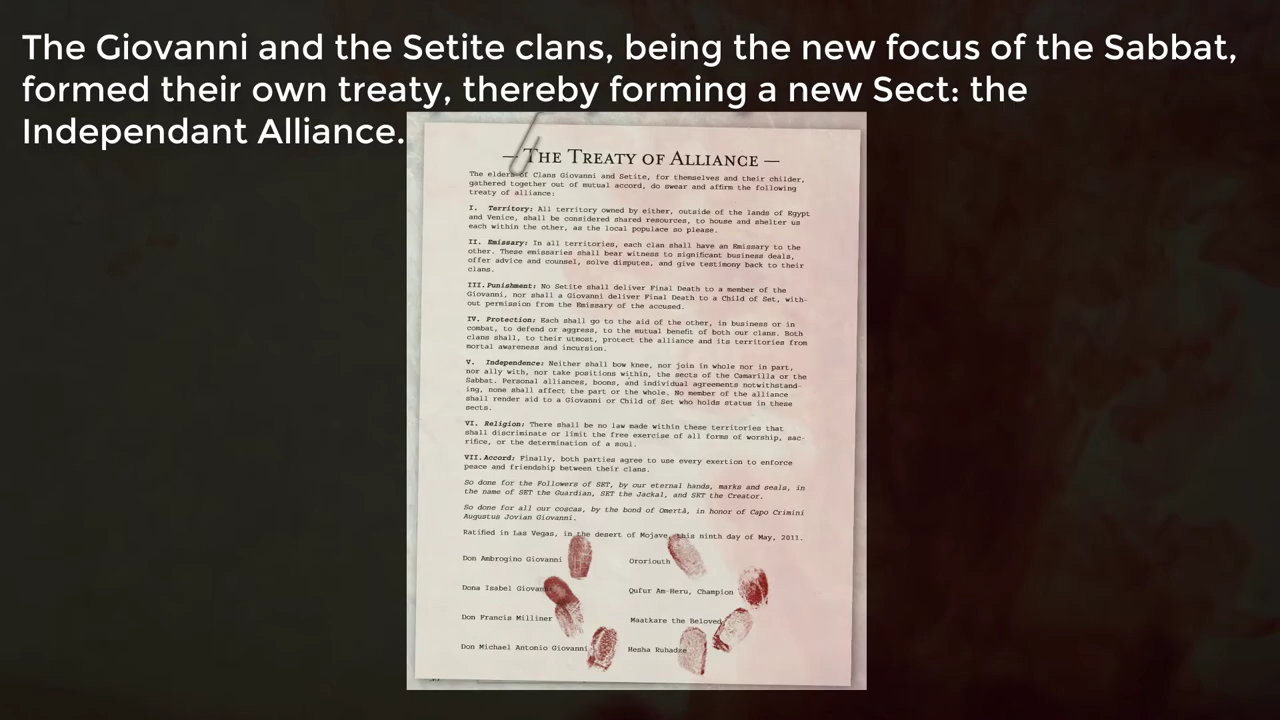 The Giovanni and the Setite clans, being the new focus of the Sabbat,
formed their own treaty, thereby forming a new Sect: the
Independant Alliance.
— THE TREATY OF ALLIANCE —
The elders of Clans Giovanni and Setite, for themselves and their childer,
gathered together out of mutual accord, do swear and affirm the following
treaty of alliance:
I. Territory: All territory owned by either, outside of the lands of Egypt
and Venice, shall be considered shared resources, to house and shelter us
each within the other, as the local populace so please.
II. Emissary: In all territories, each clan shall have an Emissary to the
other. These emissaries shall bear witness to significant business deals,
offer advice and counsel, solve disputes, and give testimony back to their
clans.
III. Punishment: No Setite shall deliver Final Death to a member of the
Giovanni, nor shall a Giovanni deliver Final Death to a Child of Set, with-
out permission from the Emissary of the accused.
IV. Protection: Each shall go to the aid of the other, in business or in
combat, to defend or aggress, to the mutual benefit of both our clans. Both
clans shall, to their utmost, protect the alliance and its territories from
mortal awareness and incursion.
V. Independence: Neither shall bow knee, nor join in whole nor in part,
nor ally with, nor take positions within, the sects of the Camarilla or the
Sabbat. Personal alliances, boons, and individual agreements notwithstand-
ing, none shall affect the part or the whole. No member of the alliance
shall render aid to a Giovanni or Child of Set who holds status in these
sects.
VI. Religion: There shall be no law made within these territories that
shall discriminate or limit the free exercise of all forms of worship, sac-
rifice, or the determination of a soul.
VII. Accord: Finally, both parties agree to use every exertion to enforce
peace and friendship between their clans.
So done for the Followers of SET, by our eternal hands, marks and seals, in
the name of SET the Guardian, SET the Jackal, and SET the Creator.
So done for all our coscas, by the bond of Omertà, in honor of Capo Crimini
Augustus Jovian Giovanni.
Ratified in Las Vegas, in the desert of Mojave, this ninth day of May, 2011.
Don Ambrogino Giovanni
Ororiouth
Dona Isabel Giovanni
Qufur Am-Heru, Champion
Don Francis Milliner
Maatkare the Beloved
Don Michael Antonio Giovanni
Hesha Ruhadze